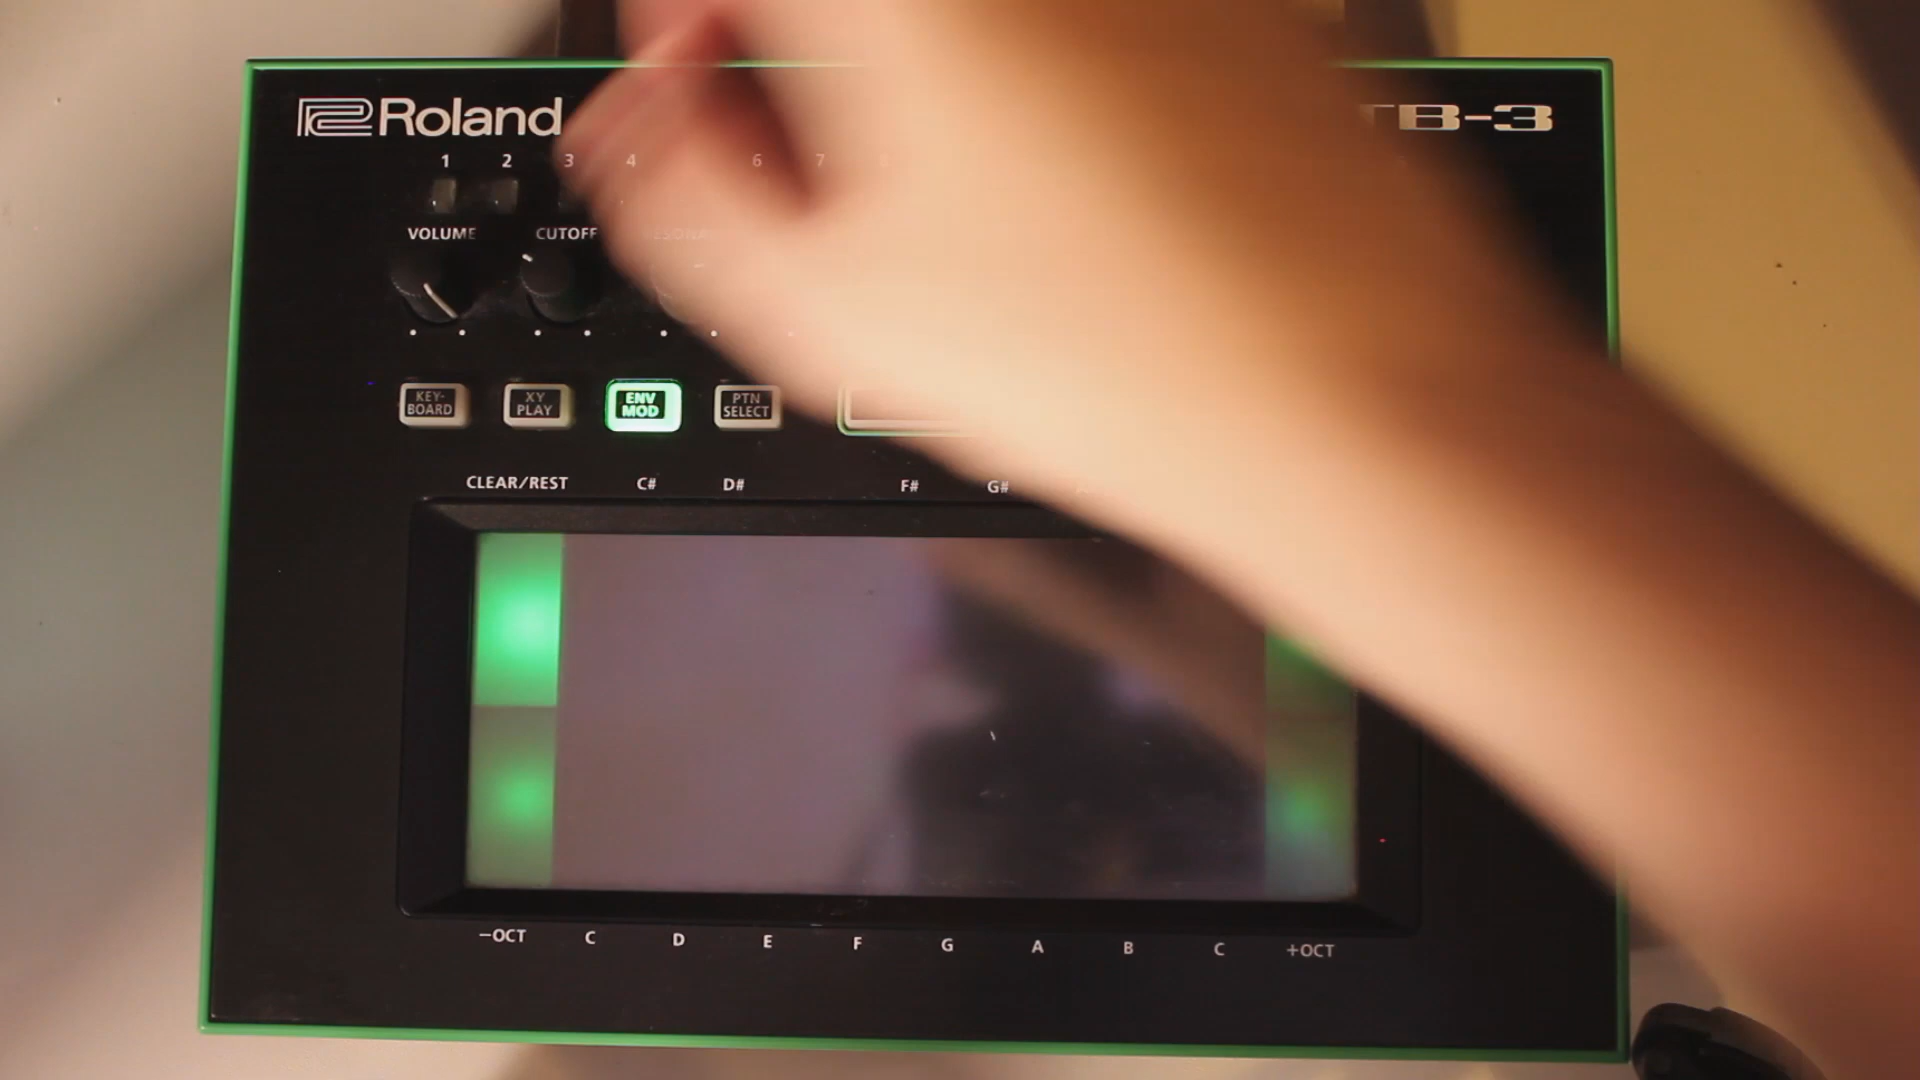 Roland TB-3
1 2 3 4 6 7 8
VOLUME CUTOFF
KEY-BOARD XY PLAY ENV MOD PTN SELECT
CLEAR/REST C# D# F# G#
−OCT C D E F G A B C +OCT